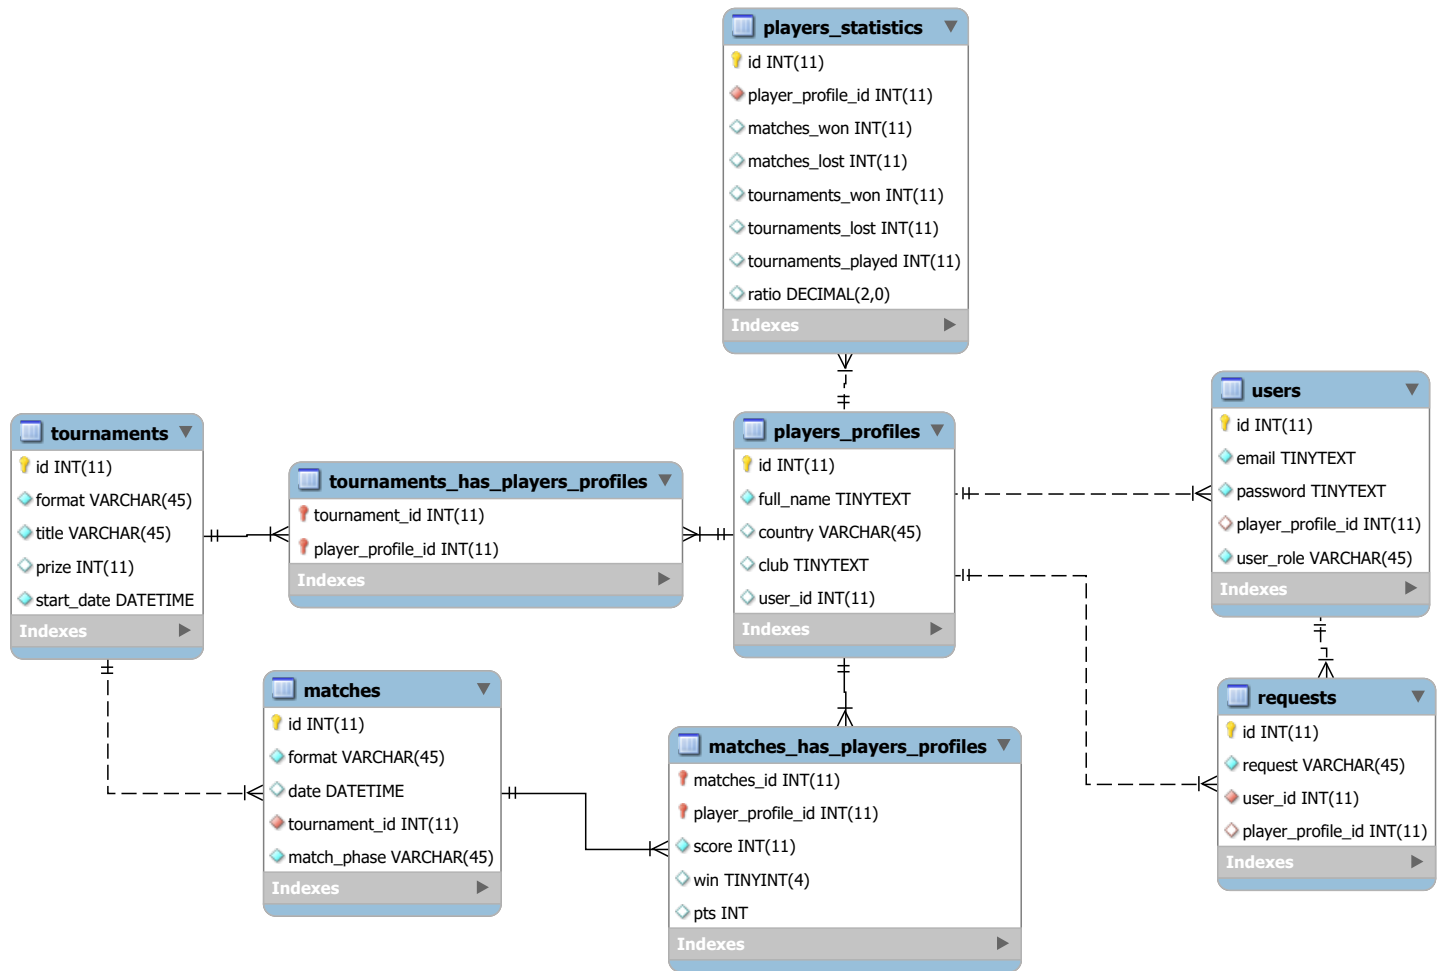 players_statistics
id INT(11)
player_profile_id INT(11)
matches_won INT(11)
matches_lost INT(11)
tournaments_won INT(11)
tournaments_lost INT(11)
tournaments_played INT(11)
ratio DECIMAL(2,0)
Indexes
tournaments
id INT(11)
format VARCHAR(45)
title VARCHAR(45)
prize INT(11)
start_date DATETIME
Indexes
tournaments_has_players_profiles
tournament_id INT(11)
player_profile_id INT(11)
Indexes
players_profiles
id INT(11)
full_name TINYTEXT
country VARCHAR(45)
club TINYTEXT
user_id INT(11)
Indexes
users
id INT(11)
email TINYTEXT
password TINYTEXT
player_profile_id INT(11)
user_role VARCHAR(45)
Indexes
matches
id INT(11)
format VARCHAR(45)
date DATETIME
tournament_id INT(11)
match_phase VARCHAR(45)
Indexes
matches_has_players_profiles
matches_id INT(11)
player_profile_id INT(11)
score INT(11)
win TINYINT(4)
pts INT
Indexes
requests
id INT(11)
request VARCHAR(45)
user_id INT(11)
player_profile_id INT(11)
Indexes